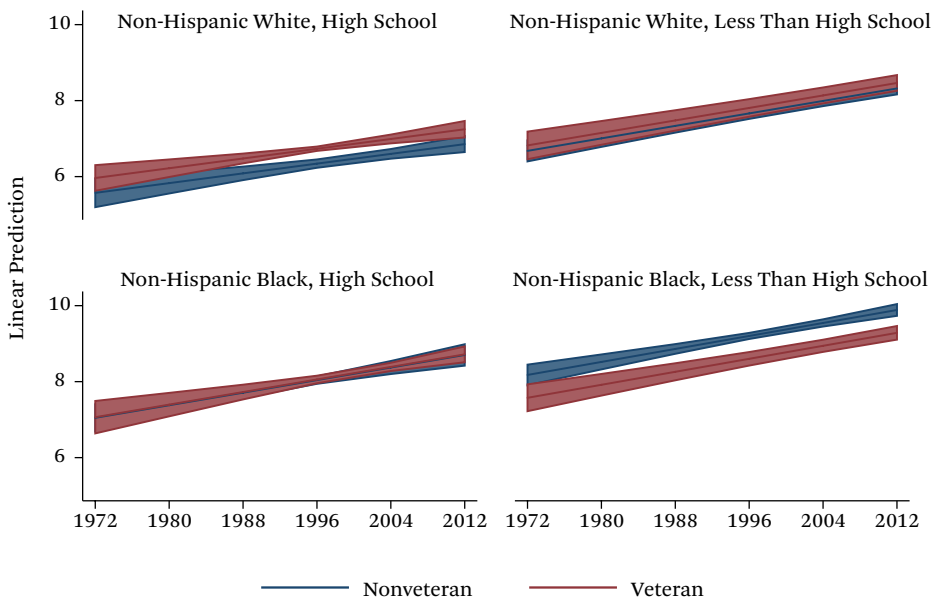 Non-Hispanic White, High School
Non-Hispanic White, Less Than High School
10
8
6
Linear Prediction
Non-Hispanic Black, High School
Non-Hispanic Black, Less Than High School
10
8
6
1972 1980 1988 1996 2004 2012
1972 1980 1988 1996 2004 2012
Nonveteran
Veteran